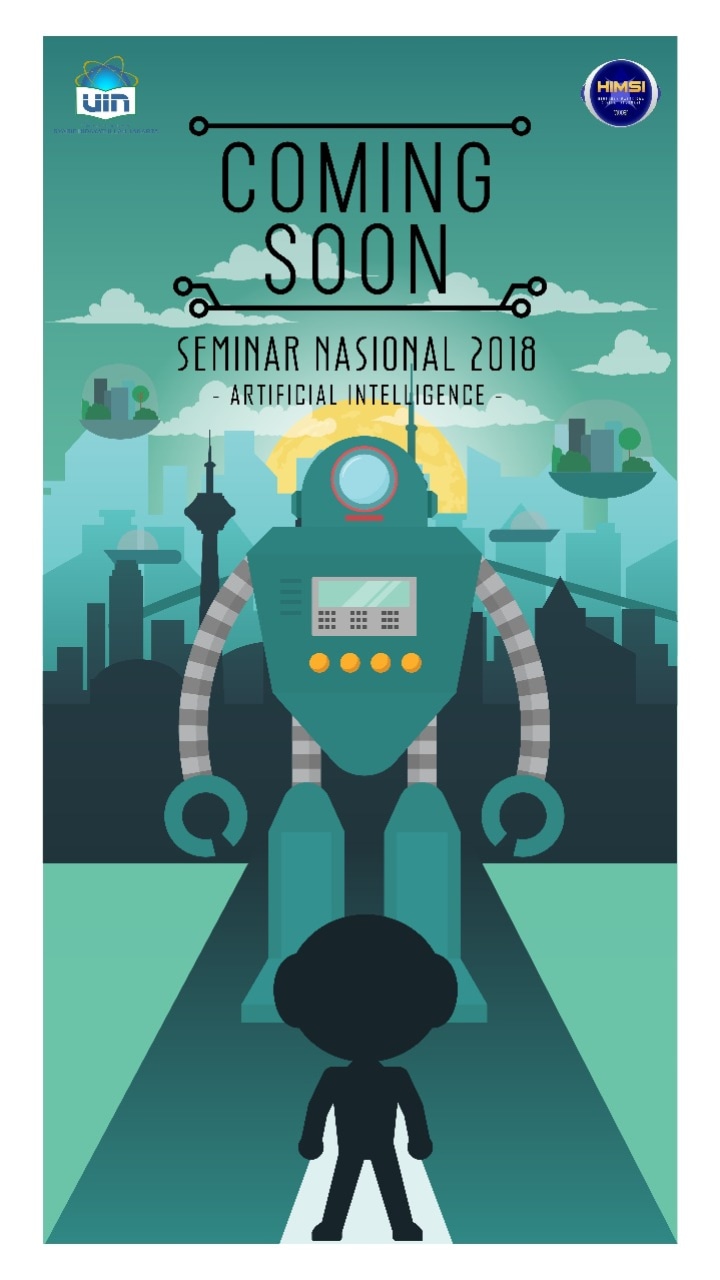 UIN
HIMSI
COMING
SOON
SEMINAR NASIONAL 2018
- ARTIFICIAL INTELLIGENCE -